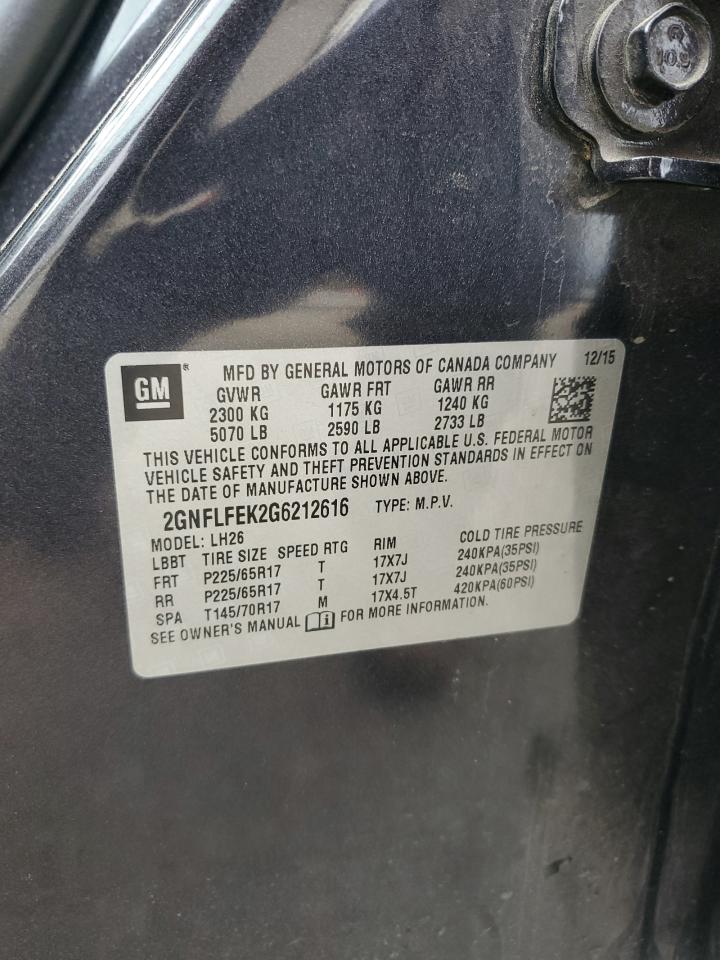 10.9
GM ® MFD BY GENERAL MOTORS OF CANADA COMPANY 12/15
GVWR GAWR FRT GAWR RR
2300 KG 1175 KG 1240 KG
5070 LB 2590 LB 2733 LB
THIS VEHICLE CONFORMS TO ALL APPLICABLE U.S. FEDERAL MOTOR
VEHICLE SAFETY AND THEFT PREVENTION STANDARDS IN EFFECT ON
THE DATE OF MANUFACTURE SHOWN ABOVE.
2GNFLFEK2G6212616 TYPE: M.P.V.
MODEL: LH26
LBBT TIRE SIZE SPEED RTG RIM COLD TIRE PRESSURE
FRT P225/65R17 T 17X7J 240KPA(35PSI)
RR P225/65R17 T 17X7J 240KPA(35PSI)
SPA T145/70R17 M 17X4.5T 420KPA(60PSI)
SEE OWNER'S MANUAL i FOR MORE INFORMATION.